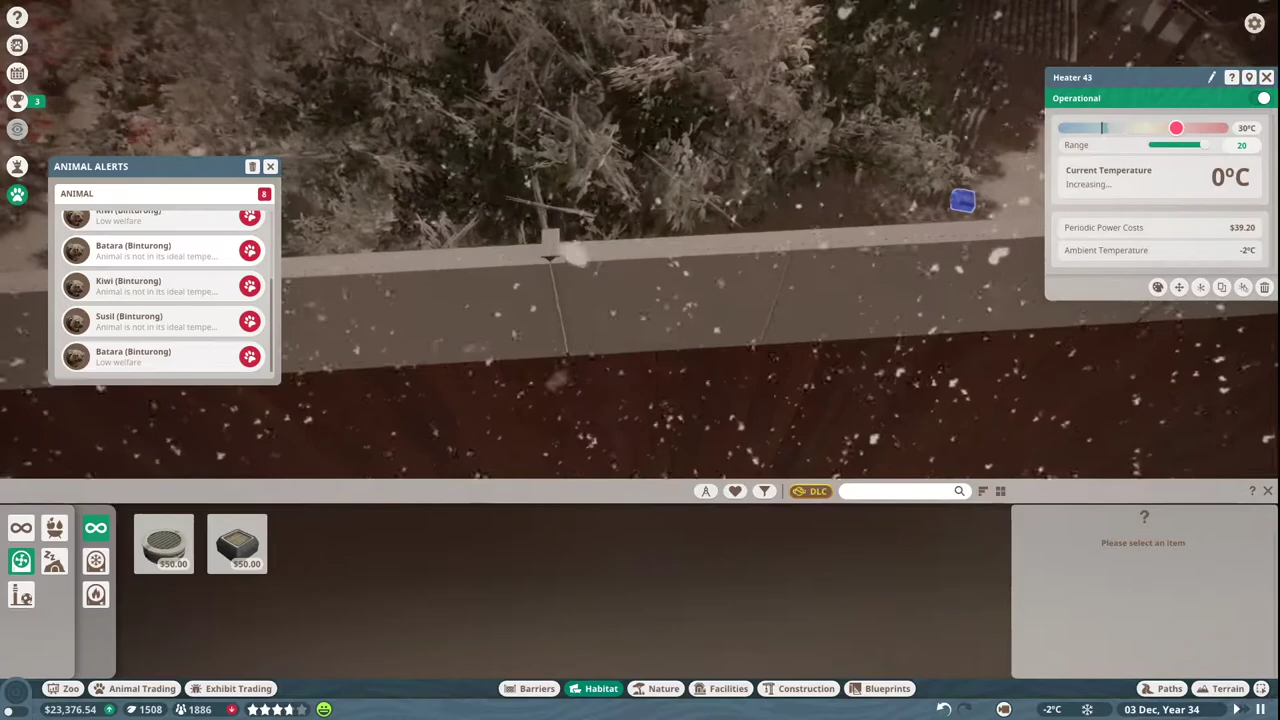 3
ANIMAL ALERTS
ANIMAL
8
Kiwi (Binturong)
Low welfare
Batara (Binturong)
Animal is not in its ideal tempe...
Kiwi (Binturong)
Animal is not in its ideal tempe...
Susil (Binturong)
Animal is not in its ideal tempe...
Batara (Binturong)
Low welfare
Heater 43
?
Operational
30°C
Range
20
Current Temperature
Increasing...
0°C
Periodic Power Costs
$39.20
Ambient Temperature
-2°C
DLC
?
$50.00
$50.00
?
Please select an item
Zoo
Animal Trading
Exhibit Trading
Barriers
Habitat
Nature
Facilities
Construction
Blueprints
Paths
Terrain
$23,376.54
1508
1886
-2°C
03 Dec, Year 34